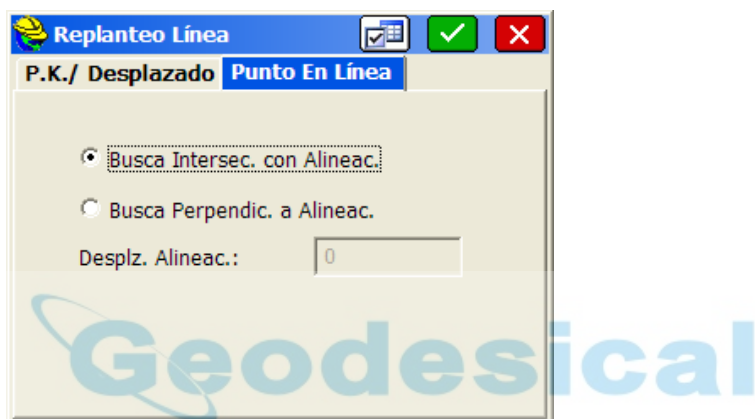 Replanteo Línea
P.K./ Desplazado Punto En Línea
Busca Intersec. con Alineac.
Busca Perpendic. a Alineac.
Desplz. Alineac.: 0
Geodesical